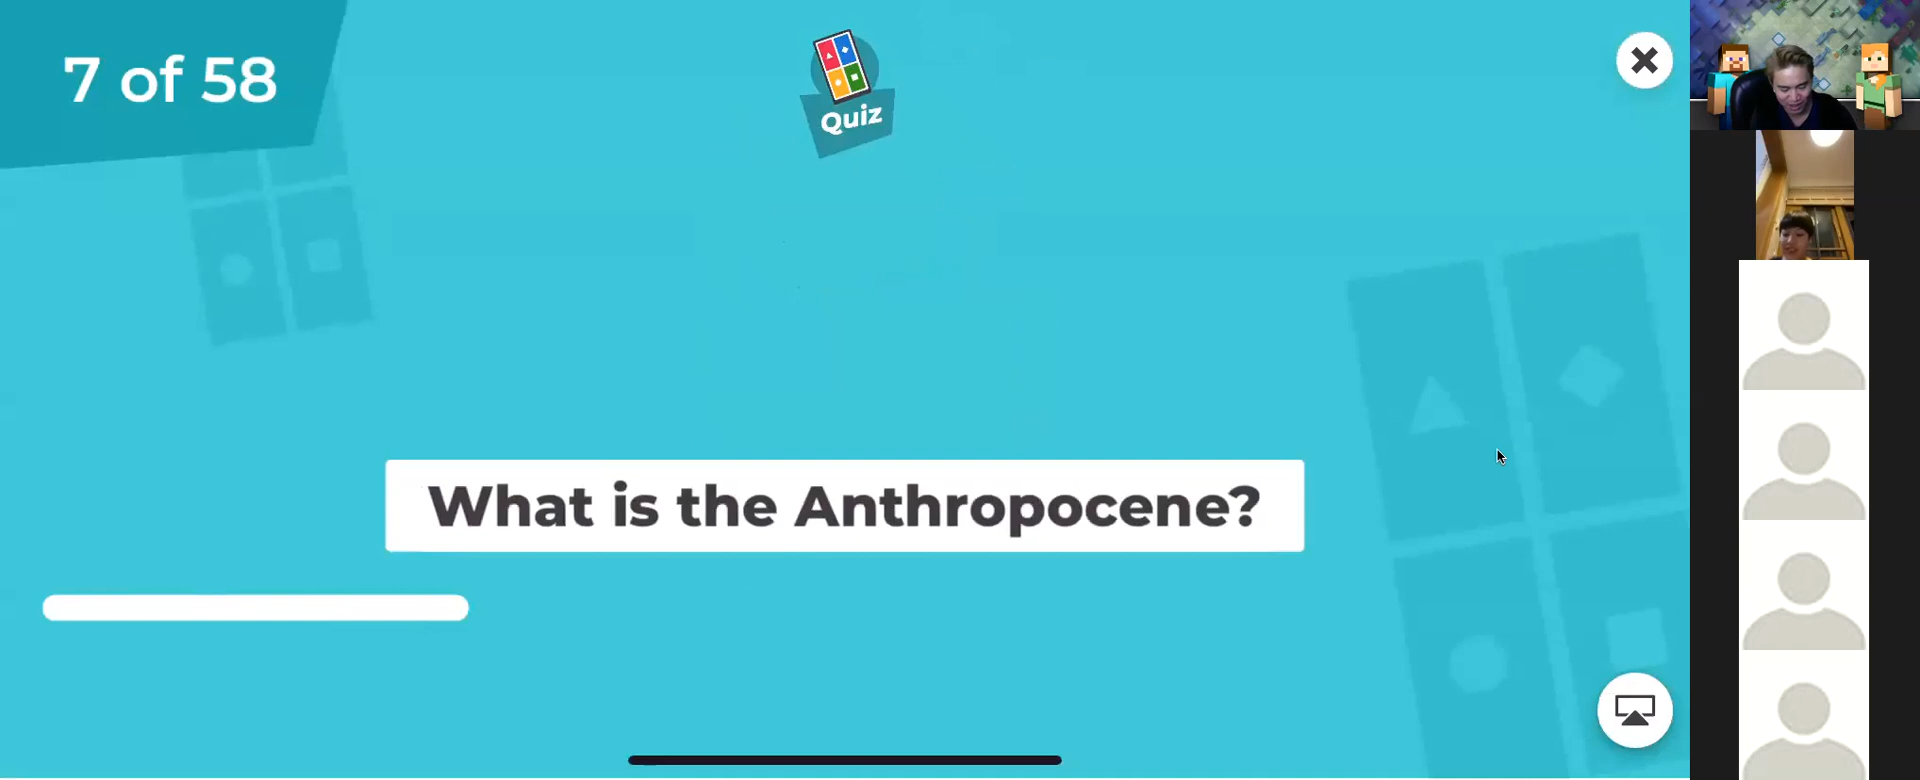 7 of 58
Quiz
What is the Anthropocene?